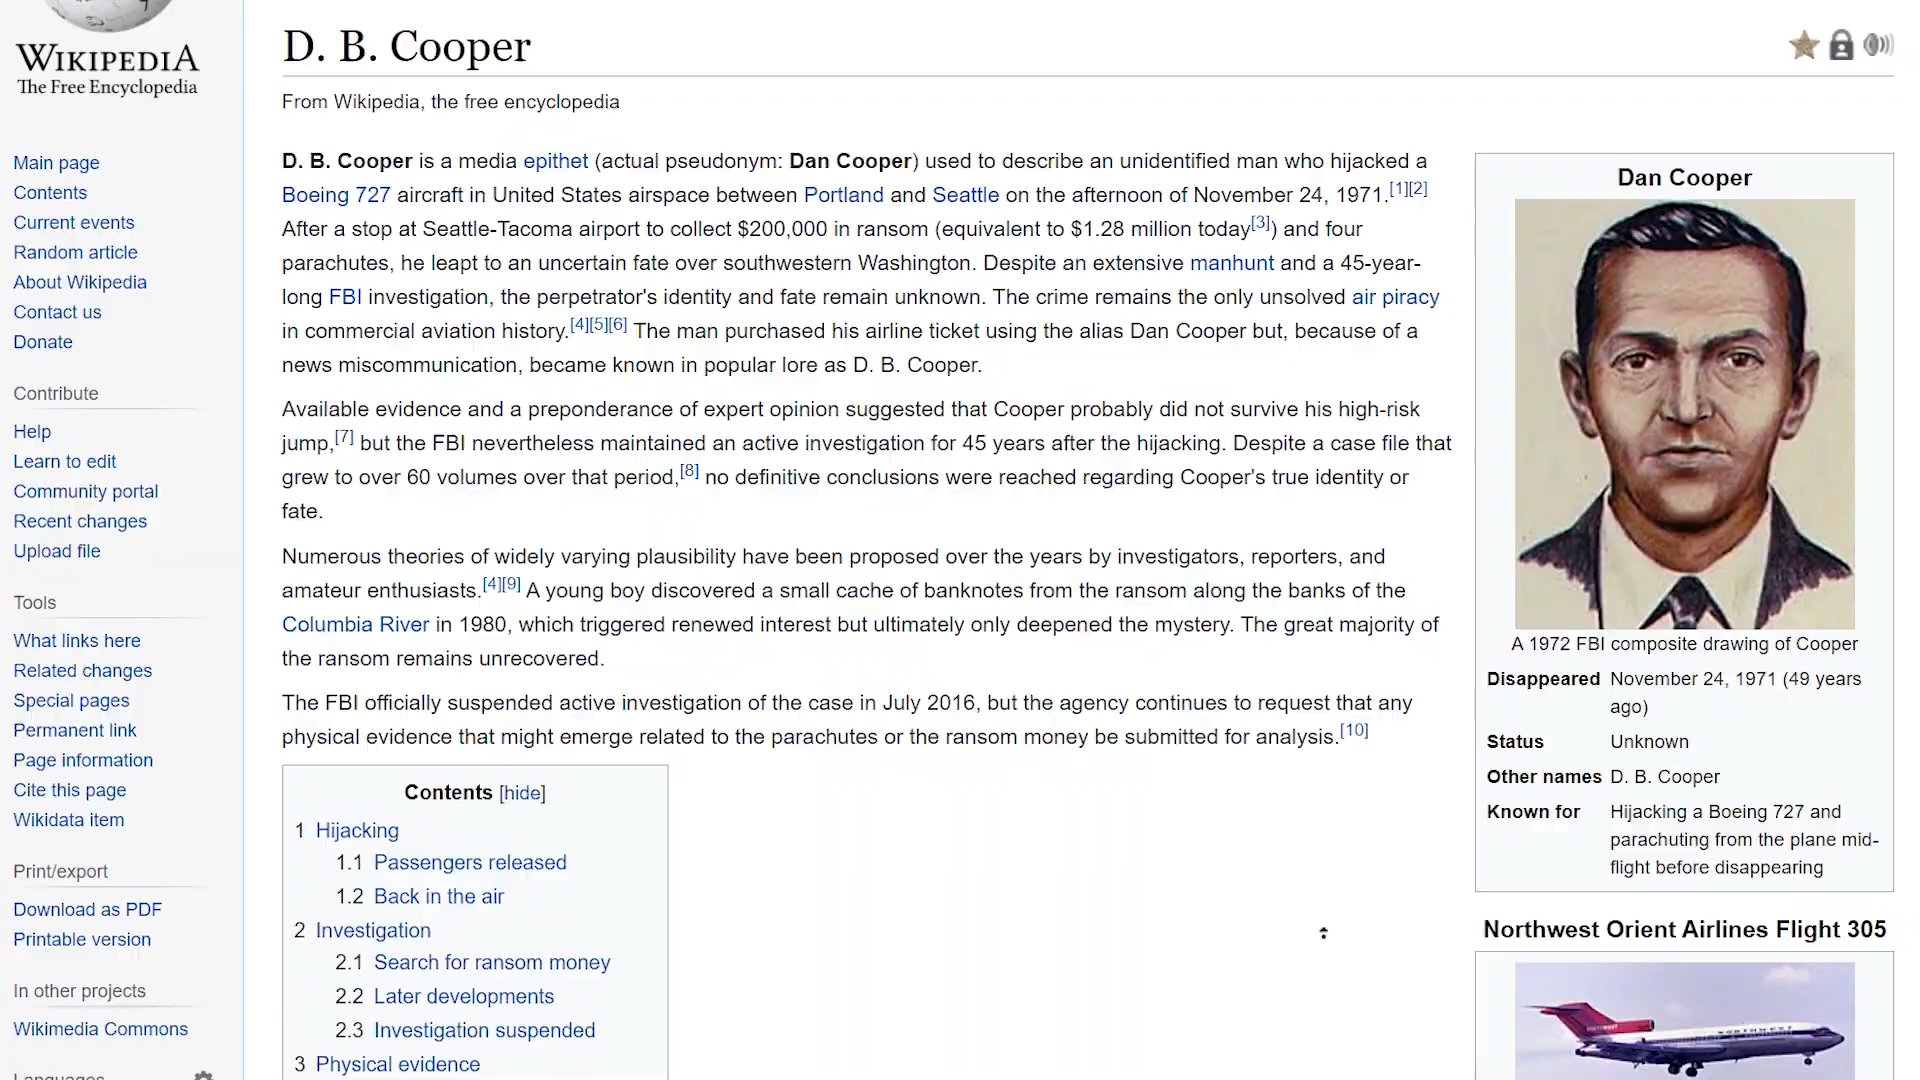 WIKIPEDIA
The Free Encyclopedia
Main page
Contents
Current events
Random article
About Wikipedia
Contact us
Donate
Contribute
Help
Learn to edit
Community portal
Recent changes
Upload file
Tools
What links here
Related changes
Special pages
Permanent link
Page information
Cite this page
Wikidata item
Print/export
Download as PDF
Printable version
In other projects
Wikimedia Commons
Languages
D. B. Cooper
From Wikipedia, the free encyclopedia
D. B. Cooper is a media epithet (actual pseudonym: Dan Cooper) used to describe an unidentified man who hijacked a
Boeing 727 aircraft in United States airspace between Portland and Seattle on the afternoon of November 24, 1971.[1][2]
After a stop at Seattle-Tacoma airport to collect $200,000 in ransom (equivalent to $1.28 million today[3]) and four
parachutes, he leapt to an uncertain fate over southwestern Washington. Despite an extensive manhunt and a 45-year-
long FBI investigation, the perpetrator's identity and fate remain unknown. The crime remains the only unsolved air piracy
in commercial aviation history.[4][5][6] The man purchased his airline ticket using the alias Dan Cooper but, because of a
news miscommunication, became known in popular lore as D. B. Cooper.
Available evidence and a preponderance of expert opinion suggested that Cooper probably did not survive his high-risk
jump,[7] but the FBI nevertheless maintained an active investigation for 45 years after the hijacking. Despite a case file that
grew to over 60 volumes over that period,[8] no definitive conclusions were reached regarding Cooper's true identity or
fate.
Numerous theories of widely varying plausibility have been proposed over the years by investigators, reporters, and
amateur enthusiasts.[4][9] A young boy discovered a small cache of banknotes from the ransom along the banks of the
Columbia River in 1980, which triggered renewed interest but ultimately only deepened the mystery. The great majority of
the ransom remains unrecovered.
The FBI officially suspended active investigation of the case in July 2016, but the agency continues to request that any
physical evidence that might emerge related to the parachutes or the ransom money be submitted for analysis.[10]
Contents [hide]
1 Hijacking
1.1 Passengers released
1.2 Back in the air
2 Investigation
2.1 Search for ransom money
2.2 Later developments
2.3 Investigation suspended
3 Physical evidence
Dan Cooper
A 1972 FBI composite drawing of Cooper
Disappeared November 24, 1971 (49 years
ago)
Status Unknown
Other names D. B. Cooper
Known for Hijacking a Boeing 727 and
parachuting from the plane mid-
flight before disappearing
Northwest Orient Airlines Flight 305
NORTHWEST